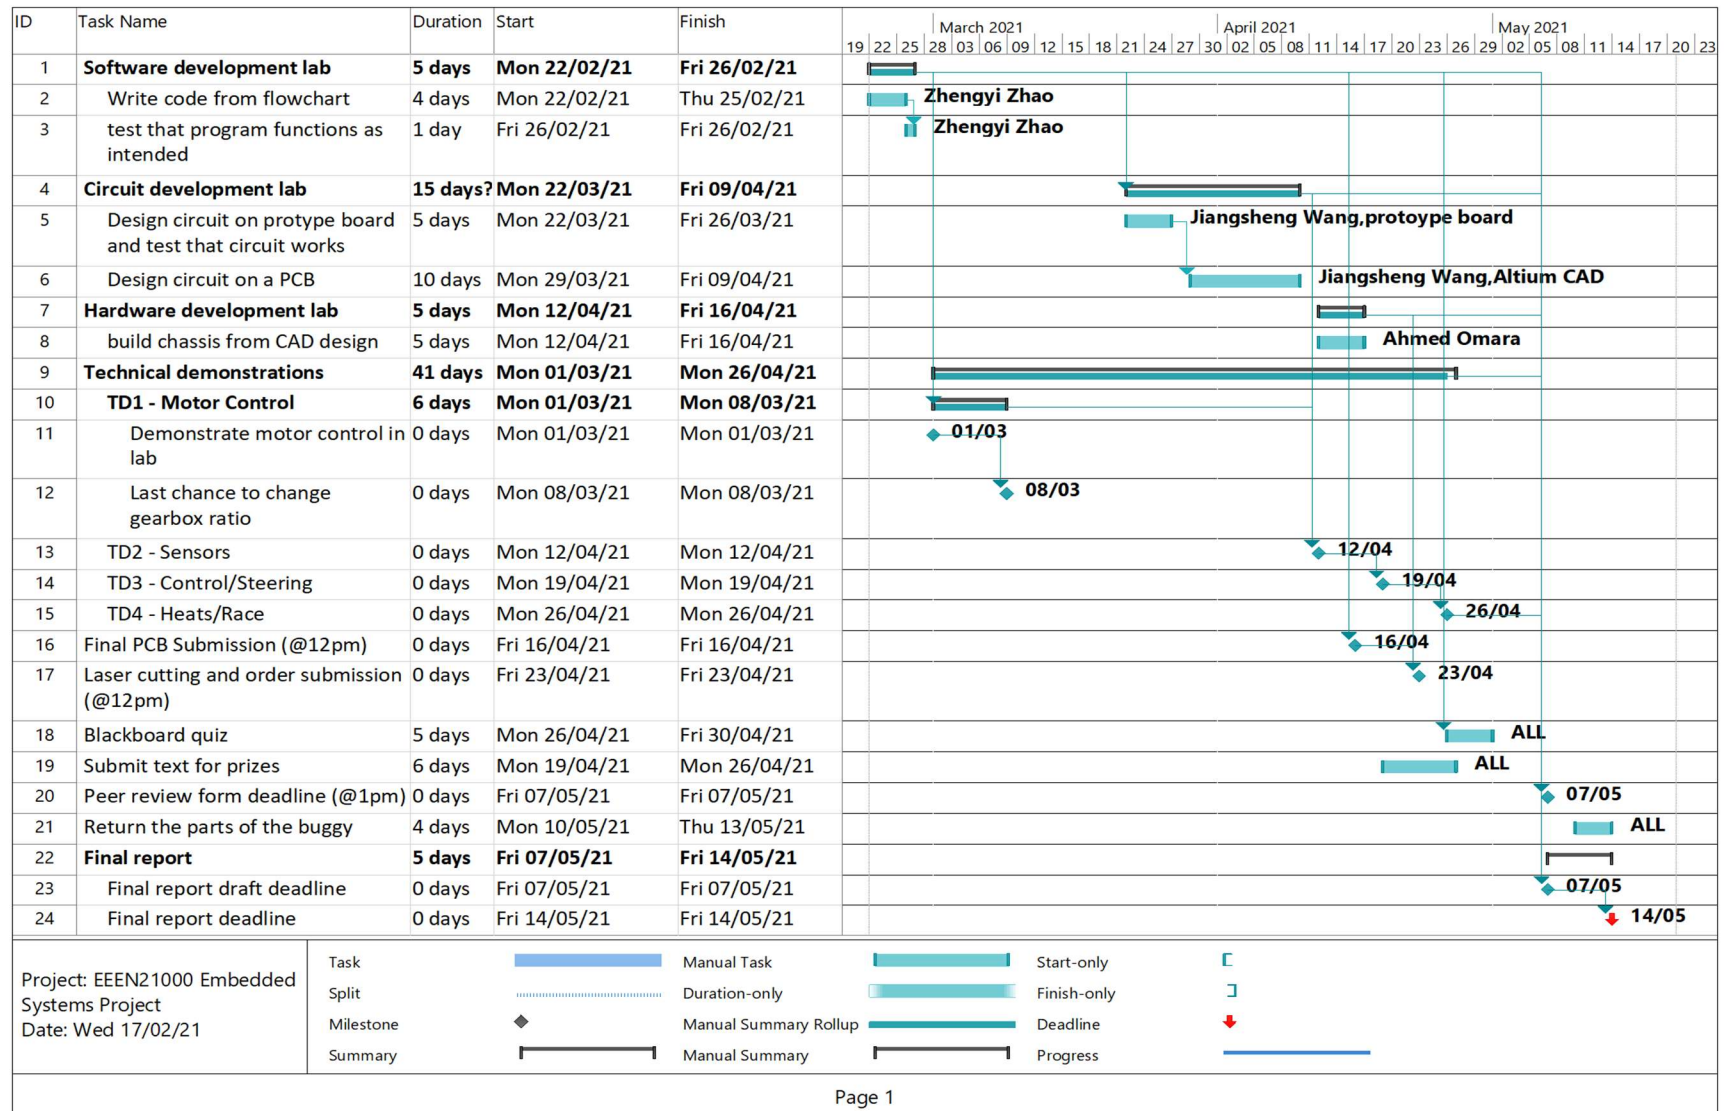 ID Task Name Duration Start Finish March 2021 April 2021 May 2021
19 22 25 28 03 06 09 12 15 18 21 24 27 30 02 05 08 11 14 17 20 23 26 29 02 05 08 11 14 17 20 23
1 Software development lab 5 days Mon 22/02/21 Fri 26/02/21
2 Write code from flowchart 4 days Mon 22/02/21 Thu 25/02/21 Zhengyi Zhao
3 test that program functions as 1 day Fri 26/02/21 Fri 26/02/21 Zhengyi Zhao
intended
4 Circuit development lab 15 days? Mon 22/03/21 Fri 09/04/21
5 Design circuit on protype board 5 days Mon 22/03/21 Fri 26/03/21 Jiangsheng Wang,protoype board
and test that circuit works
6 Design circuit on a PCB 10 days Mon 29/03/21 Fri 09/04/21 Jiangsheng Wang,Altium CAD
7 Hardware development lab 5 days Mon 12/04/21 Fri 16/04/21
8 build chassis from CAD design 5 days Mon 12/04/21 Fri 16/04/21 Ahmed Omara
9 Technical demonstrations 41 days Mon 01/03/21 Mon 26/04/21
10 TD1 - Motor Control 6 days Mon 01/03/21 Mon 08/03/21
11 Demonstrate motor control in 0 days Mon 01/03/21 Mon 01/03/21 01/03
lab
12 Last chance to change 0 days Mon 08/03/21 Mon 08/03/21 08/03
gearbox ratio
13 TD2 - Sensors 0 days Mon 12/04/21 Mon 12/04/21 12/04
14 TD3 - Control/Steering 0 days Mon 19/04/21 Mon 19/04/21 19/04
15 TD4 - Heats/Race 0 days Mon 26/04/21 Mon 26/04/21 26/04
16 Final PCB Submission (@12pm) 0 days Fri 16/04/21 Fri 16/04/21 16/04
17 Laser cutting and order submission 0 days Fri 23/04/21 Fri 23/04/21 23/04
(@12pm)
18 Blackboard quiz 5 days Mon 26/04/21 Fri 30/04/21 ALL
19 Submit text for prizes 6 days Mon 19/04/21 Mon 26/04/21 ALL
20 Peer review form deadline (@1pm) 0 days Fri 07/05/21 Fri 07/05/21 07/05
21 Return the parts of the buggy 4 days Mon 10/05/21 Thu 13/05/21 ALL
22 Final report 5 days Fri 07/05/21 Fri 14/05/21
23 Final report draft deadline 0 days Fri 07/05/21 Fri 07/05/21 07/05
24 Final report deadline 0 days Fri 14/05/21 Fri 14/05/21 14/05
Project: EEEN21000 Embedded
Systems Project
Date: Wed 17/02/21
Task Manual Task Start-only
Split Duration-only Finish-only
Milestone Manual Summary Rollup Deadline
Summary Manual Summary Progress
Page 1